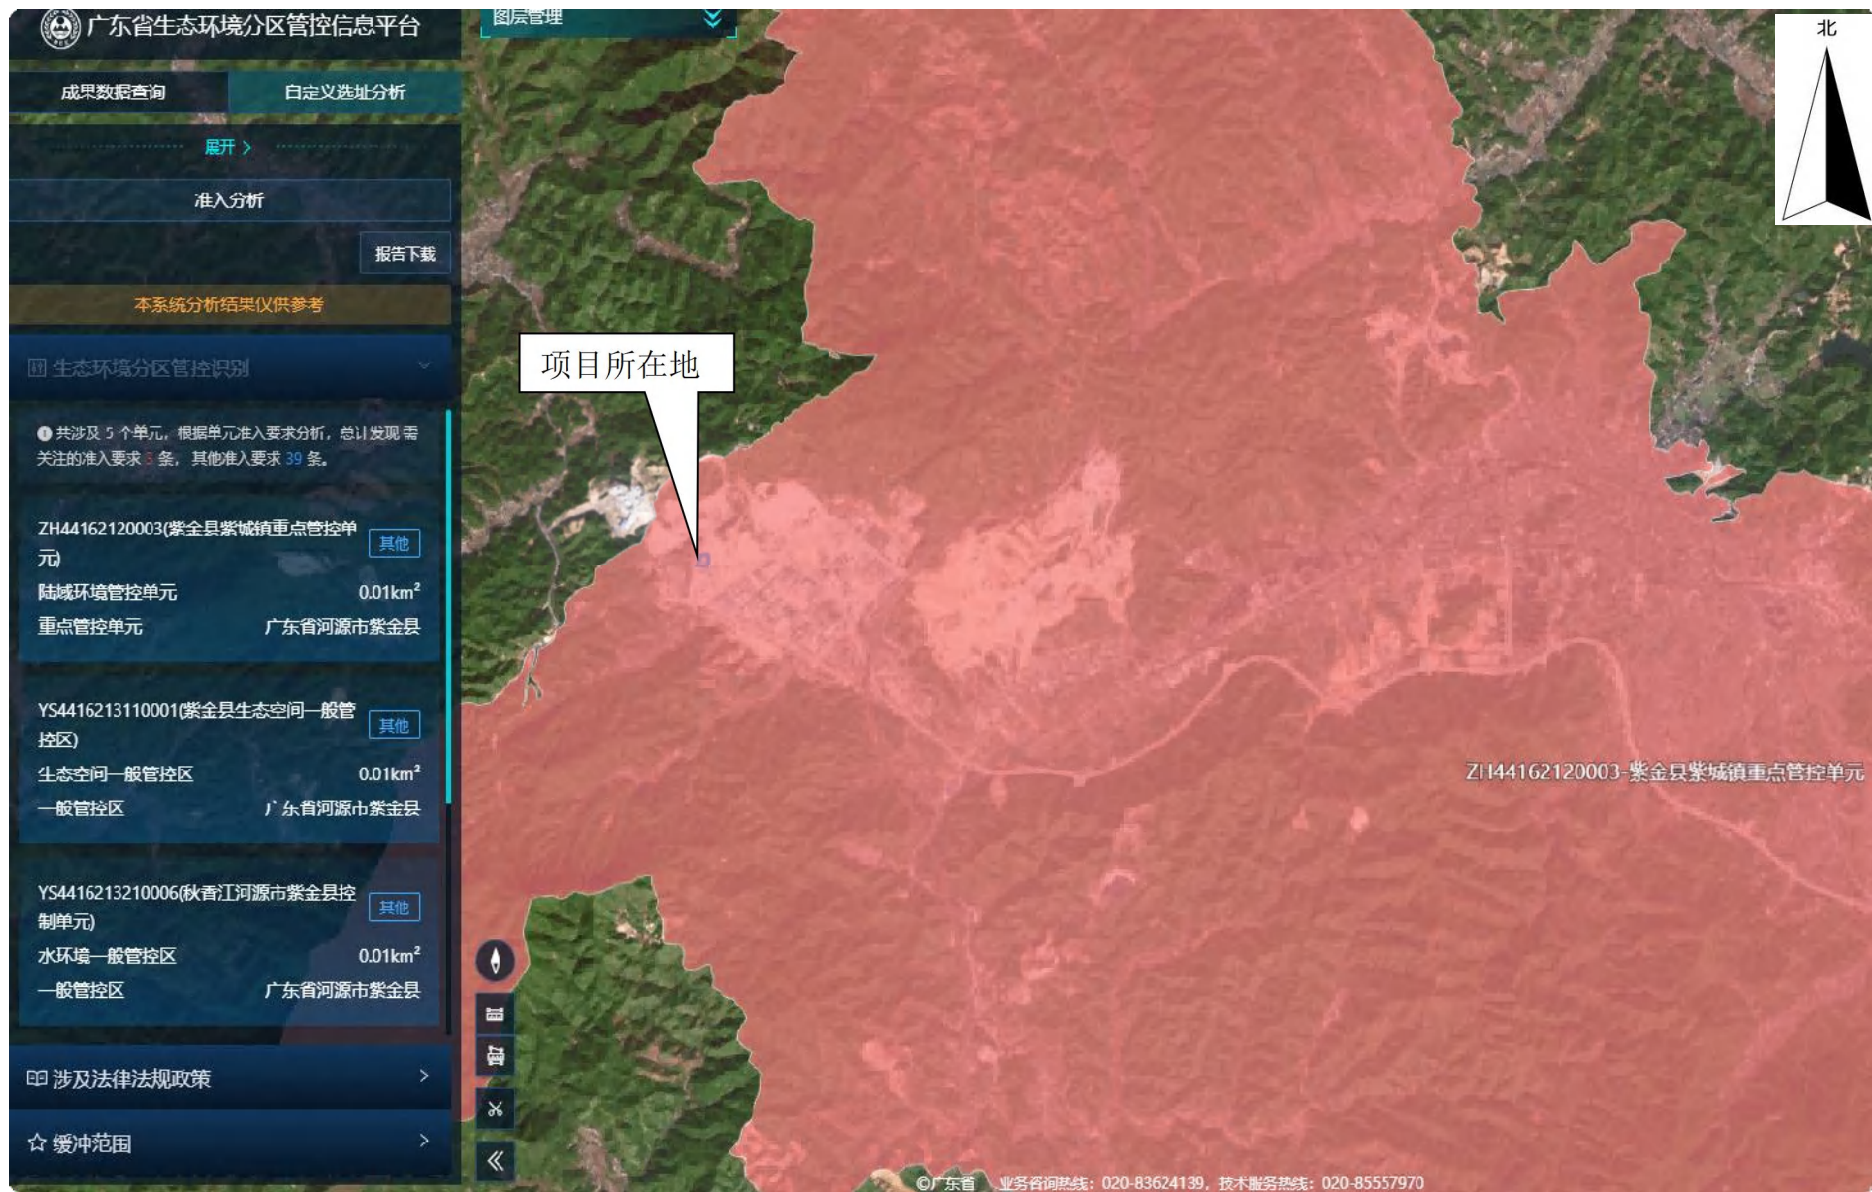 广东省生态环境分区管控信息平台
图层管理
北
成果数据查询
自定义选址分析
展开
准入分析
报告下载
本系统分析结果仅供参考
生态环境分区管控识别
项目所在地
共涉及 5 个单元，根据单元准入要求分析，总计发现需
关注的准入要求 条，其他准入要求 39 条。
ZH44162120003(紫金县紫城镇重点管控单
元)
其他
陆域环境管控单元 0.01km²
重点管控单元 广东省河源市紫金县
YS4416213110001(紫金县生态空间一般管
控区)
其他
生态空间一般管控区 0.01km²
一般管控区 广东省河源市紫金县
ZH44162120003-紫金县紫城镇重点管控单元
YS4416213210006(秋香江河源市紫金县控
制单元)
其他
水环境一般管控区 0.01km²
一般管控区 广东省河源市紫金县
涉及法律法规政策
缓冲范围
©广东省 业务咨询热线：020-83624139，技术服务热线：020-85557970